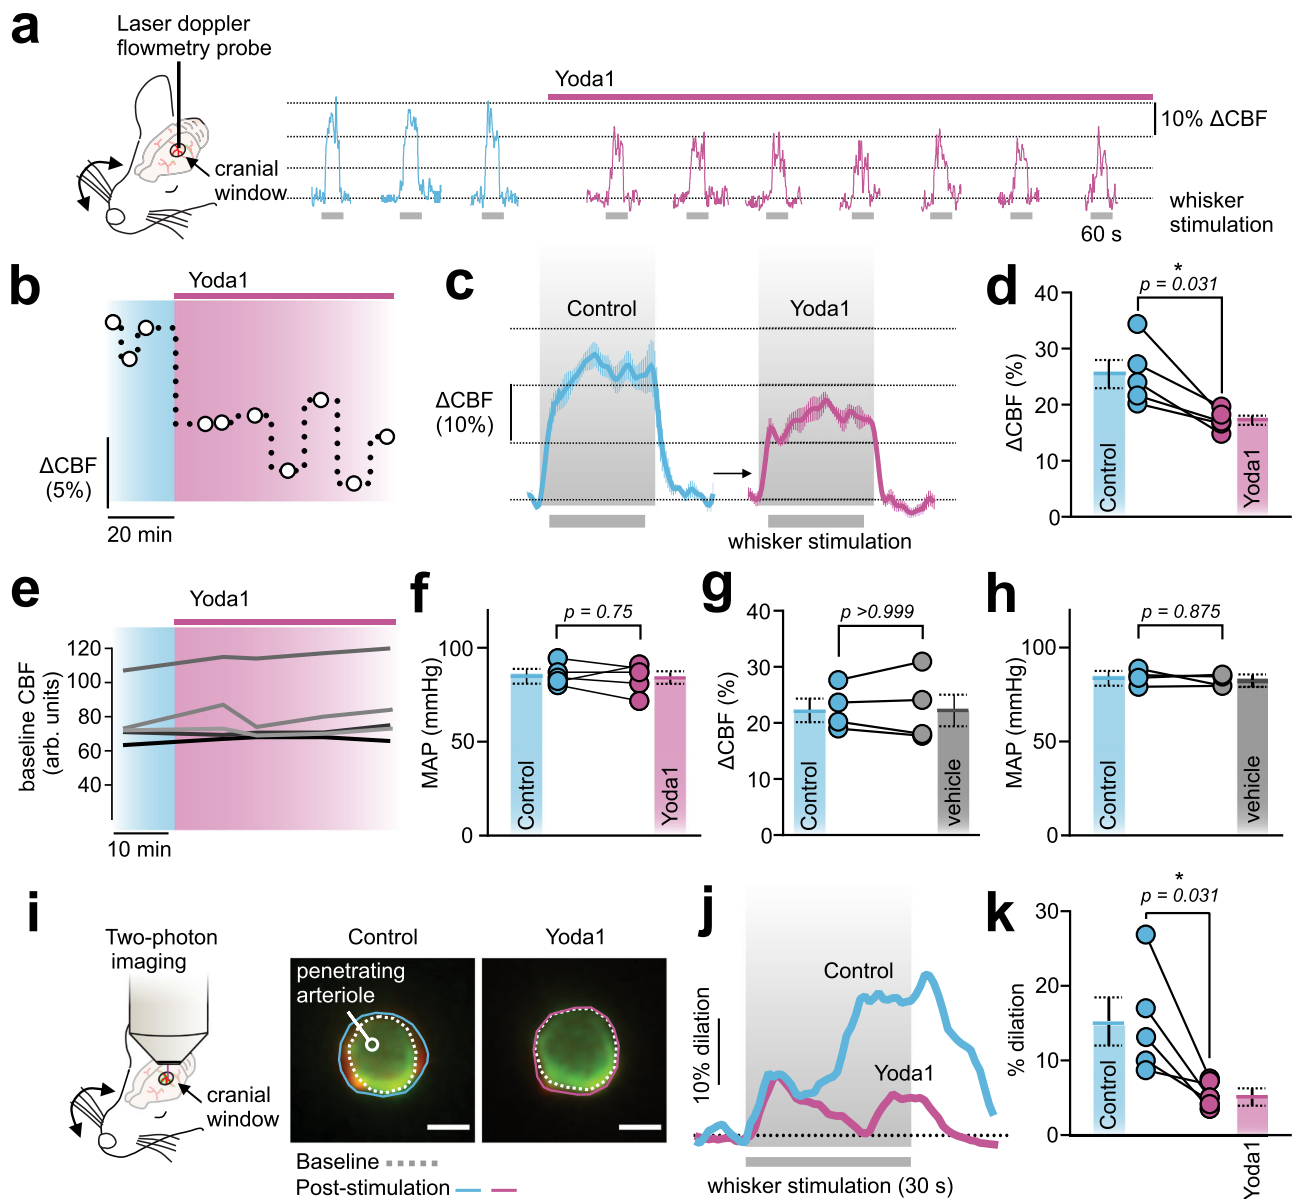 a
Laser doppler
flowmetry probe
cranial
window
Yoda1
10% ΔCBF
whisker
stimulation
60 s
b
Yoda1
ΔCBF
(5%)
20 min
c
Control
Yoda1
ΔCBF
(10%)
whisker stimulation
d
*
p = 0.031
40
30
20
10
0
ΔCBF (%)
Control
Yoda1
e
Yoda1
120
100
80
60
40
baseline CBF
(arb. units)
10 min
f
p = 0.75
100
50
0
MAP (mmHg)
Control
Yoda1
g
p >0.999
40
30
20
10
0
ΔCBF (%)
Control
vehicle
h
p = 0.875
100
50
0
MAP (mmHg)
Control
vehicle
i
Two-photon
imaging
cranial
window
Control
Yoda1
penetrating
arteriole
Baseline
Post-stimulation
j
Control
Yoda1
10% dilation
whisker stimulation (30 s)
k
*
p = 0.031
30
20
10
0
% dilation
Control
Yoda1